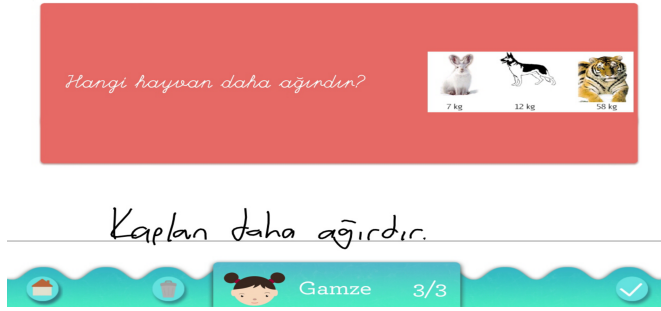 Hangi hayvan daha ağırdır?
7 kg 12 kg 58 kg
Kaplan daha ağırdır.
Gamze 3/3